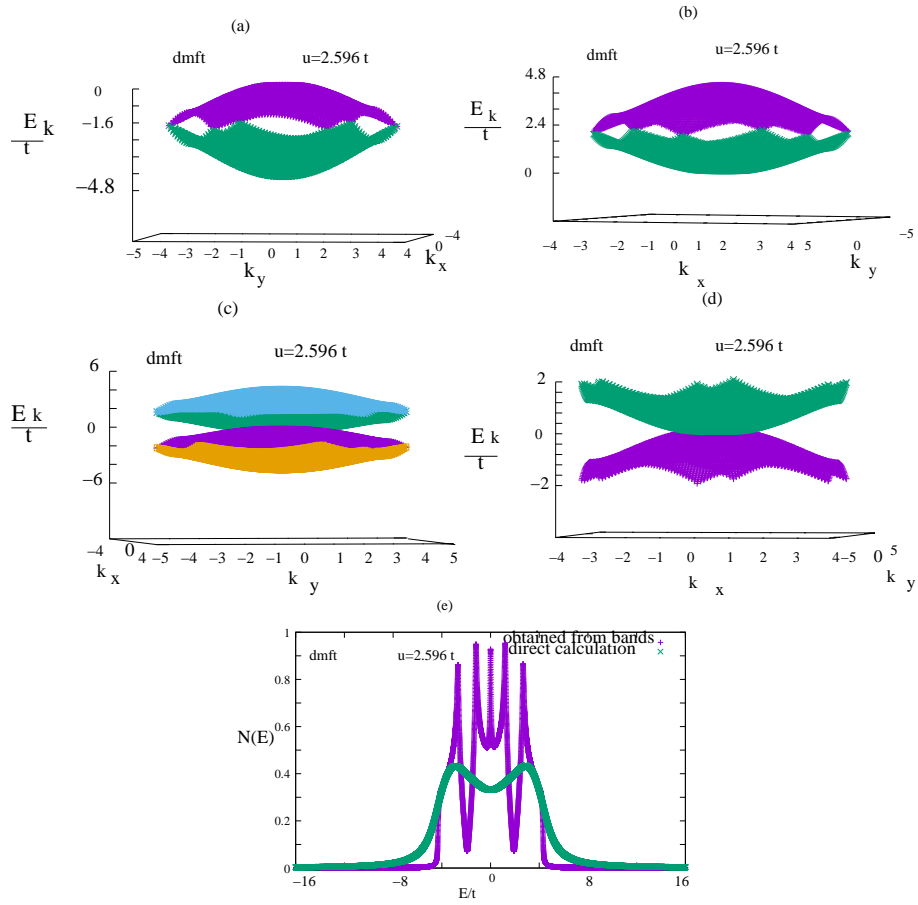 (a)
dmft
u=2.596 t
E k
t
0
−1.6
−4.8
−5 −4 −3 −2 −1 0 1 2 3 4 4
0
−4
k y
k x
(b)
dmft
u=2.596 t
E k
t
4.8
2.4
0
−4 −3 −2 −1 0 1 2 3 4 5
0
−5
k x
k y
(c)
dmft
u=2.596 t
E k
t
6
0
−6
−4 0 4
−5 −4 −3 −2 −1 0 1 2 3 4 5
k x
k y
(d)
dmft
u=2.596 t
E k
t
2
0
−2
−4 −3 −2 −1 0 1 2 3 4
−5 0 5
k x
k y
(e)
dmft
u=2.596 t
obtained from bands
direct calculation
N(E)
1
0.8
0.6
0.4
0.2
0
−16 −8 0 8 16
E/t